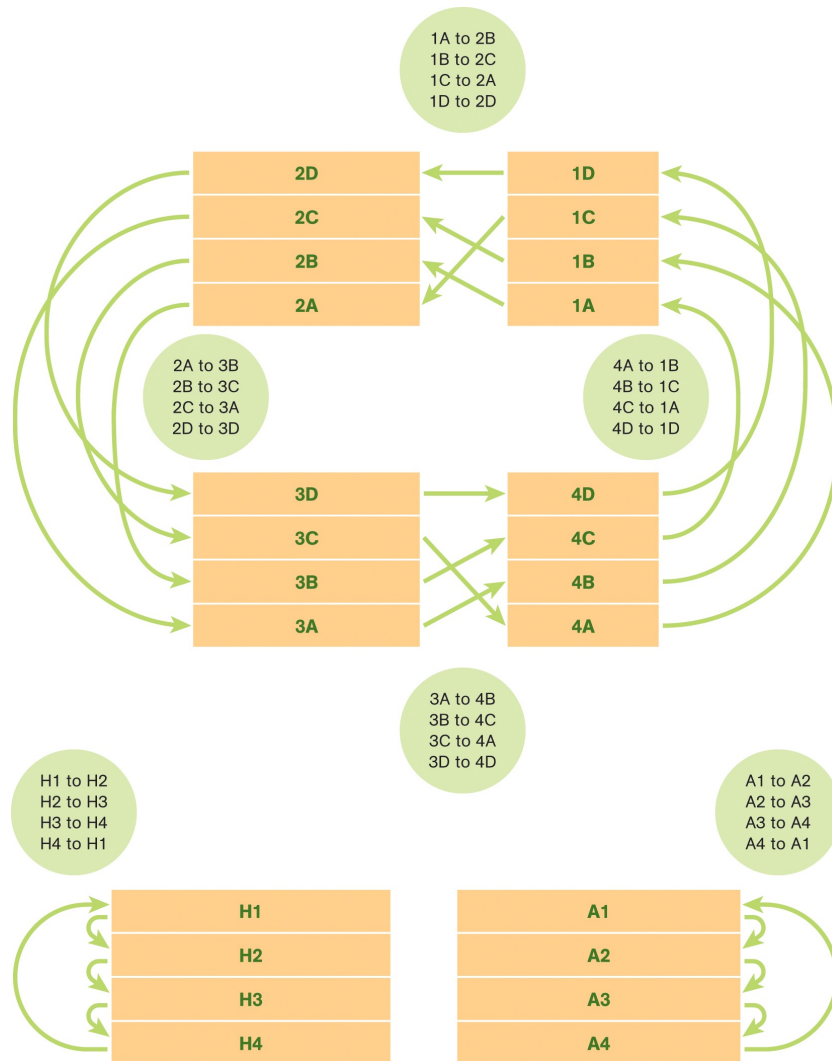 1A to 2B
1B to 2C
1C to 2A
1D to 2D
2D
1D
2C
1C
2B
1B
2A
1A
2A to 3B
2B to 3C
2C to 3A
2D to 3D
4A to 1B
4B to 1C
4C to 1A
4D to 1D
3D
4D
3C
4C
3B
4B
3A
4A
3A to 4B
3B to 4C
3C to 4A
3D to 4D
H1 to H2
H2 to H3
H3 to H4
H4 to H1
A1 to A2
A2 to A3
A3 to A4
A4 to A1
H1
A1
H2
A2
H3
A3
H4
A4